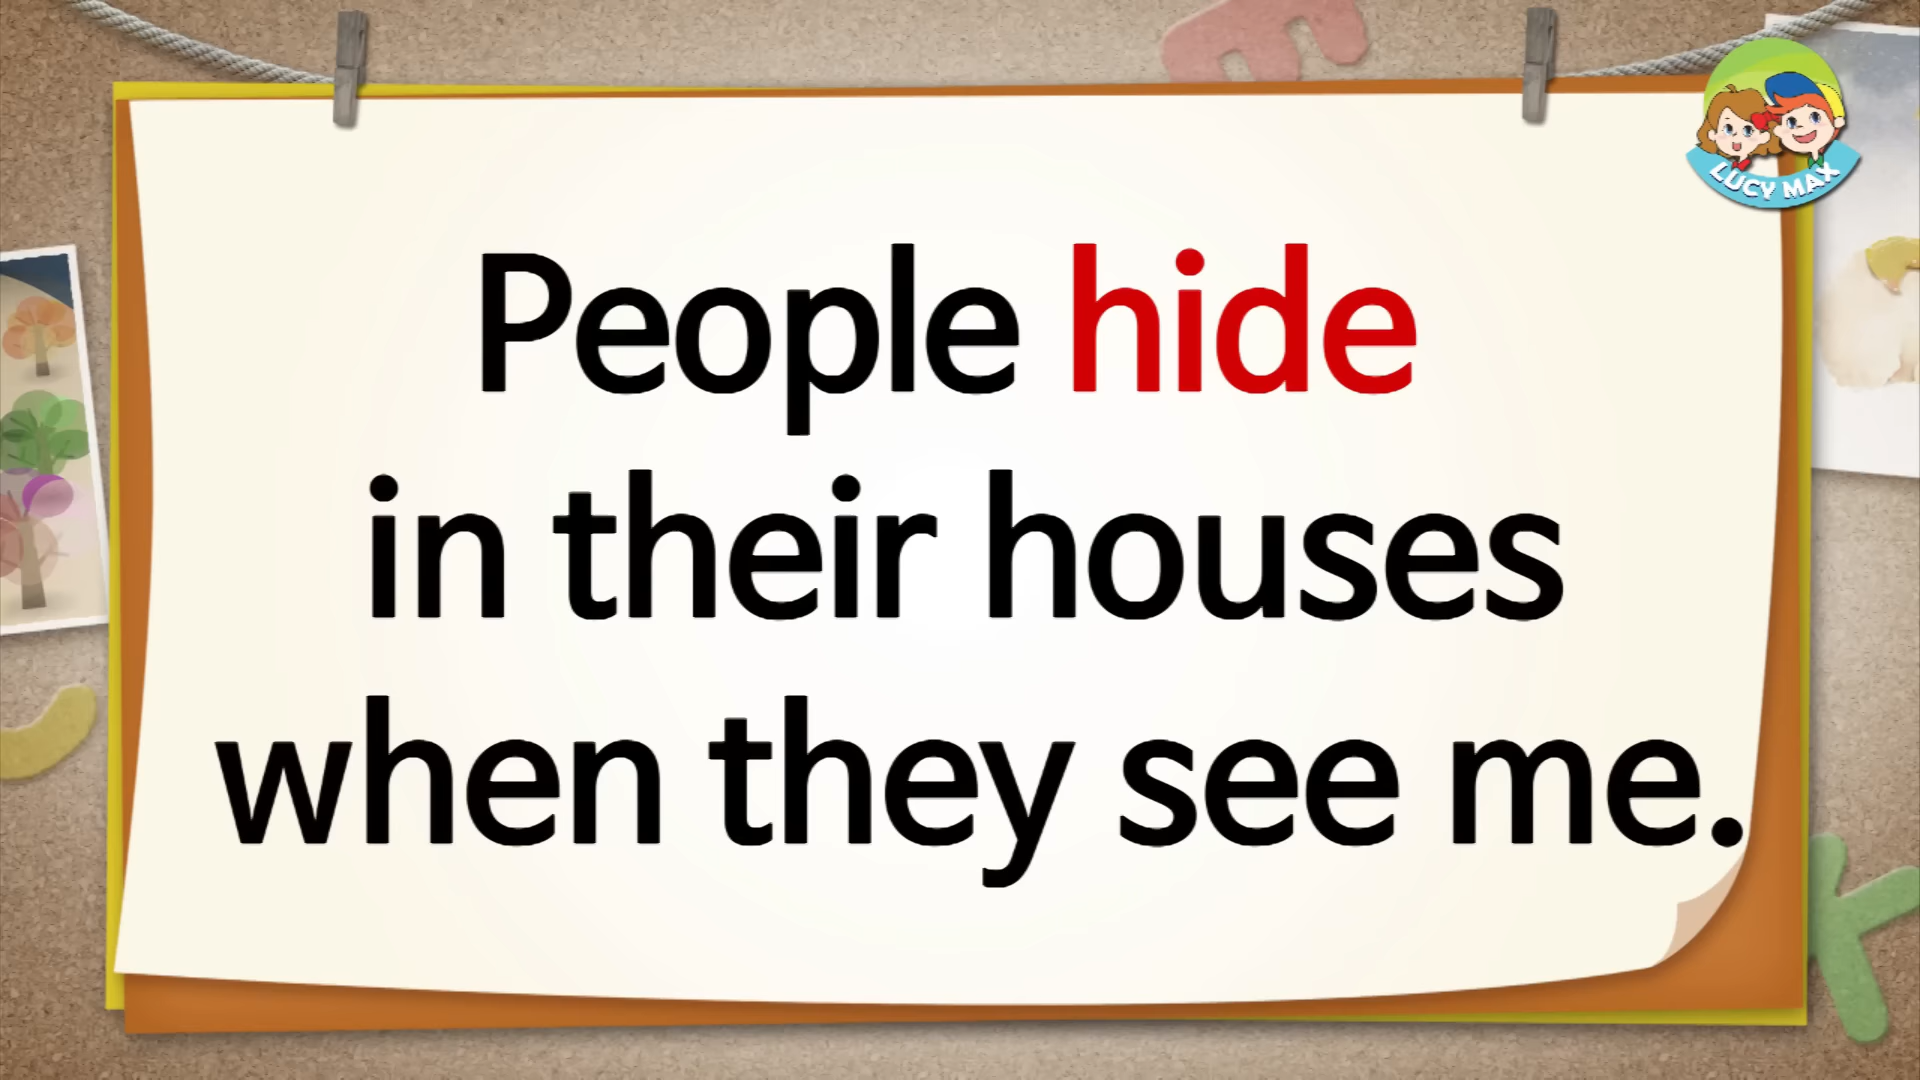 LUCY MAX
People hide
in their houses
when they see me.